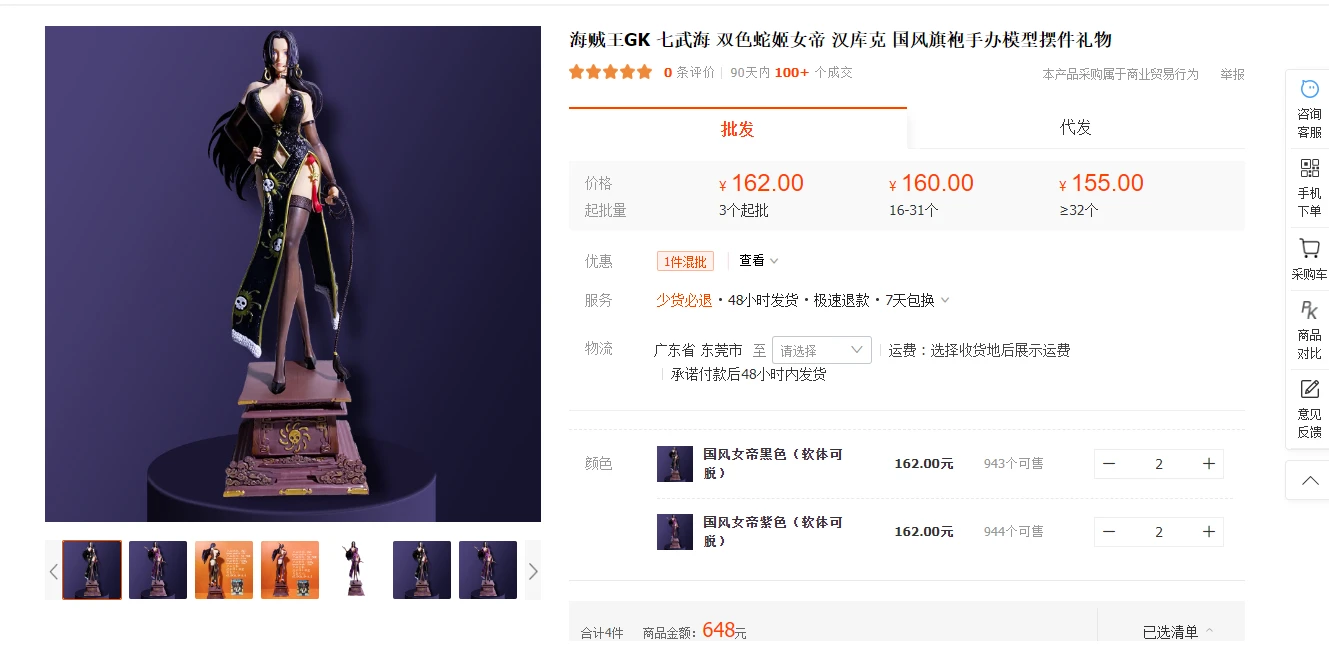 海贼王GK 七武海 双色蛇姬女帝 汉库克 国风旗袍手办模型摆件礼物
0 条评价 90天内 100+ 个成交
本产品采购属于商业贸易行为 举报
批发 代发
价格 ¥ 162.00 ¥ 160.00 ¥ 155.00
起批量 3个起批 16-31个 ≥32个
优惠 1件混批 查看
服务 少货必退・48小时发货・极速退款・7天包换
物流 广东省 东莞市 至 请选择 运费：选择收货地后展示运费
承诺付款后48小时内发货
颜色 国风女帝黑色（软体可脱） 162.00元 943个可售 － 2 ＋
国风女帝紫色（软体可脱） 162.00元 944个可售 － 2 ＋
合计4件 商品金额: 648元 已选清单
咨询
客服
手机
下单
采购车
PK
商品
对比
意见
反馈